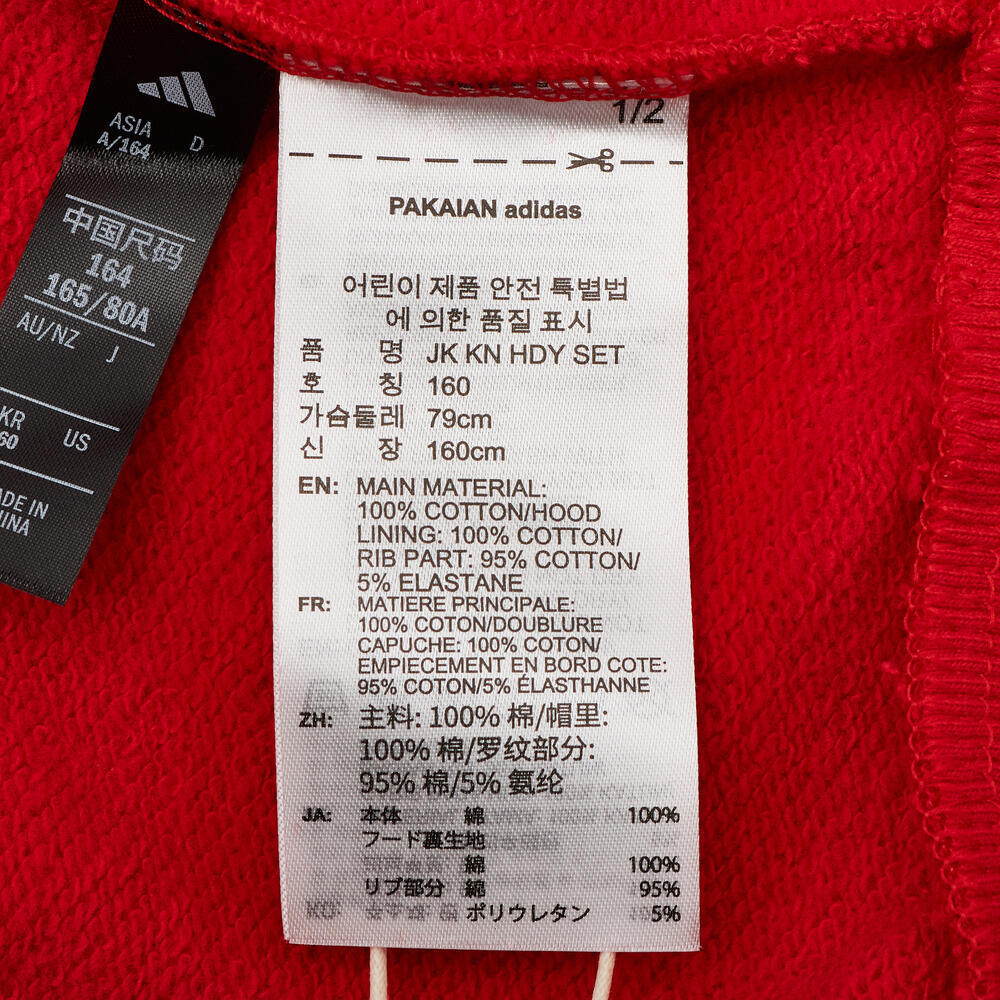 ASIA D
A/164
中国尺码
164
165/80A
AU/NZ J
KR US
60
ADE IN
INA
1/2
PAKAIAN adidas
어린이 제품 안전 특별법
에 의한 품질 표시
품 명 JK KN HDY SET
호 칭 160
가슴둘레 79cm
신 장 160cm
EN: MAIN MATERIAL:
100% COTTON/HOOD
LINING: 100% COTTON/
RIB PART: 95% COTTON/
5% ELASTANE
FR: MATIERE PRINCIPALE:
100% COTON/DOUBLURE
CAPUCHE: 100% COTON/
EMPIECEMENT EN BORD COTE:
95% COTON/5% ÉLASTHANNE
ZH: 主料: 100% 棉/帽里:
100% 棉/罗纹部分:
95% 棉/5% 氨纶
JA: 本体 綿 100%
フード裏生地
綿 100%
リブ部分 綿 95%
ポリウレタン 5%